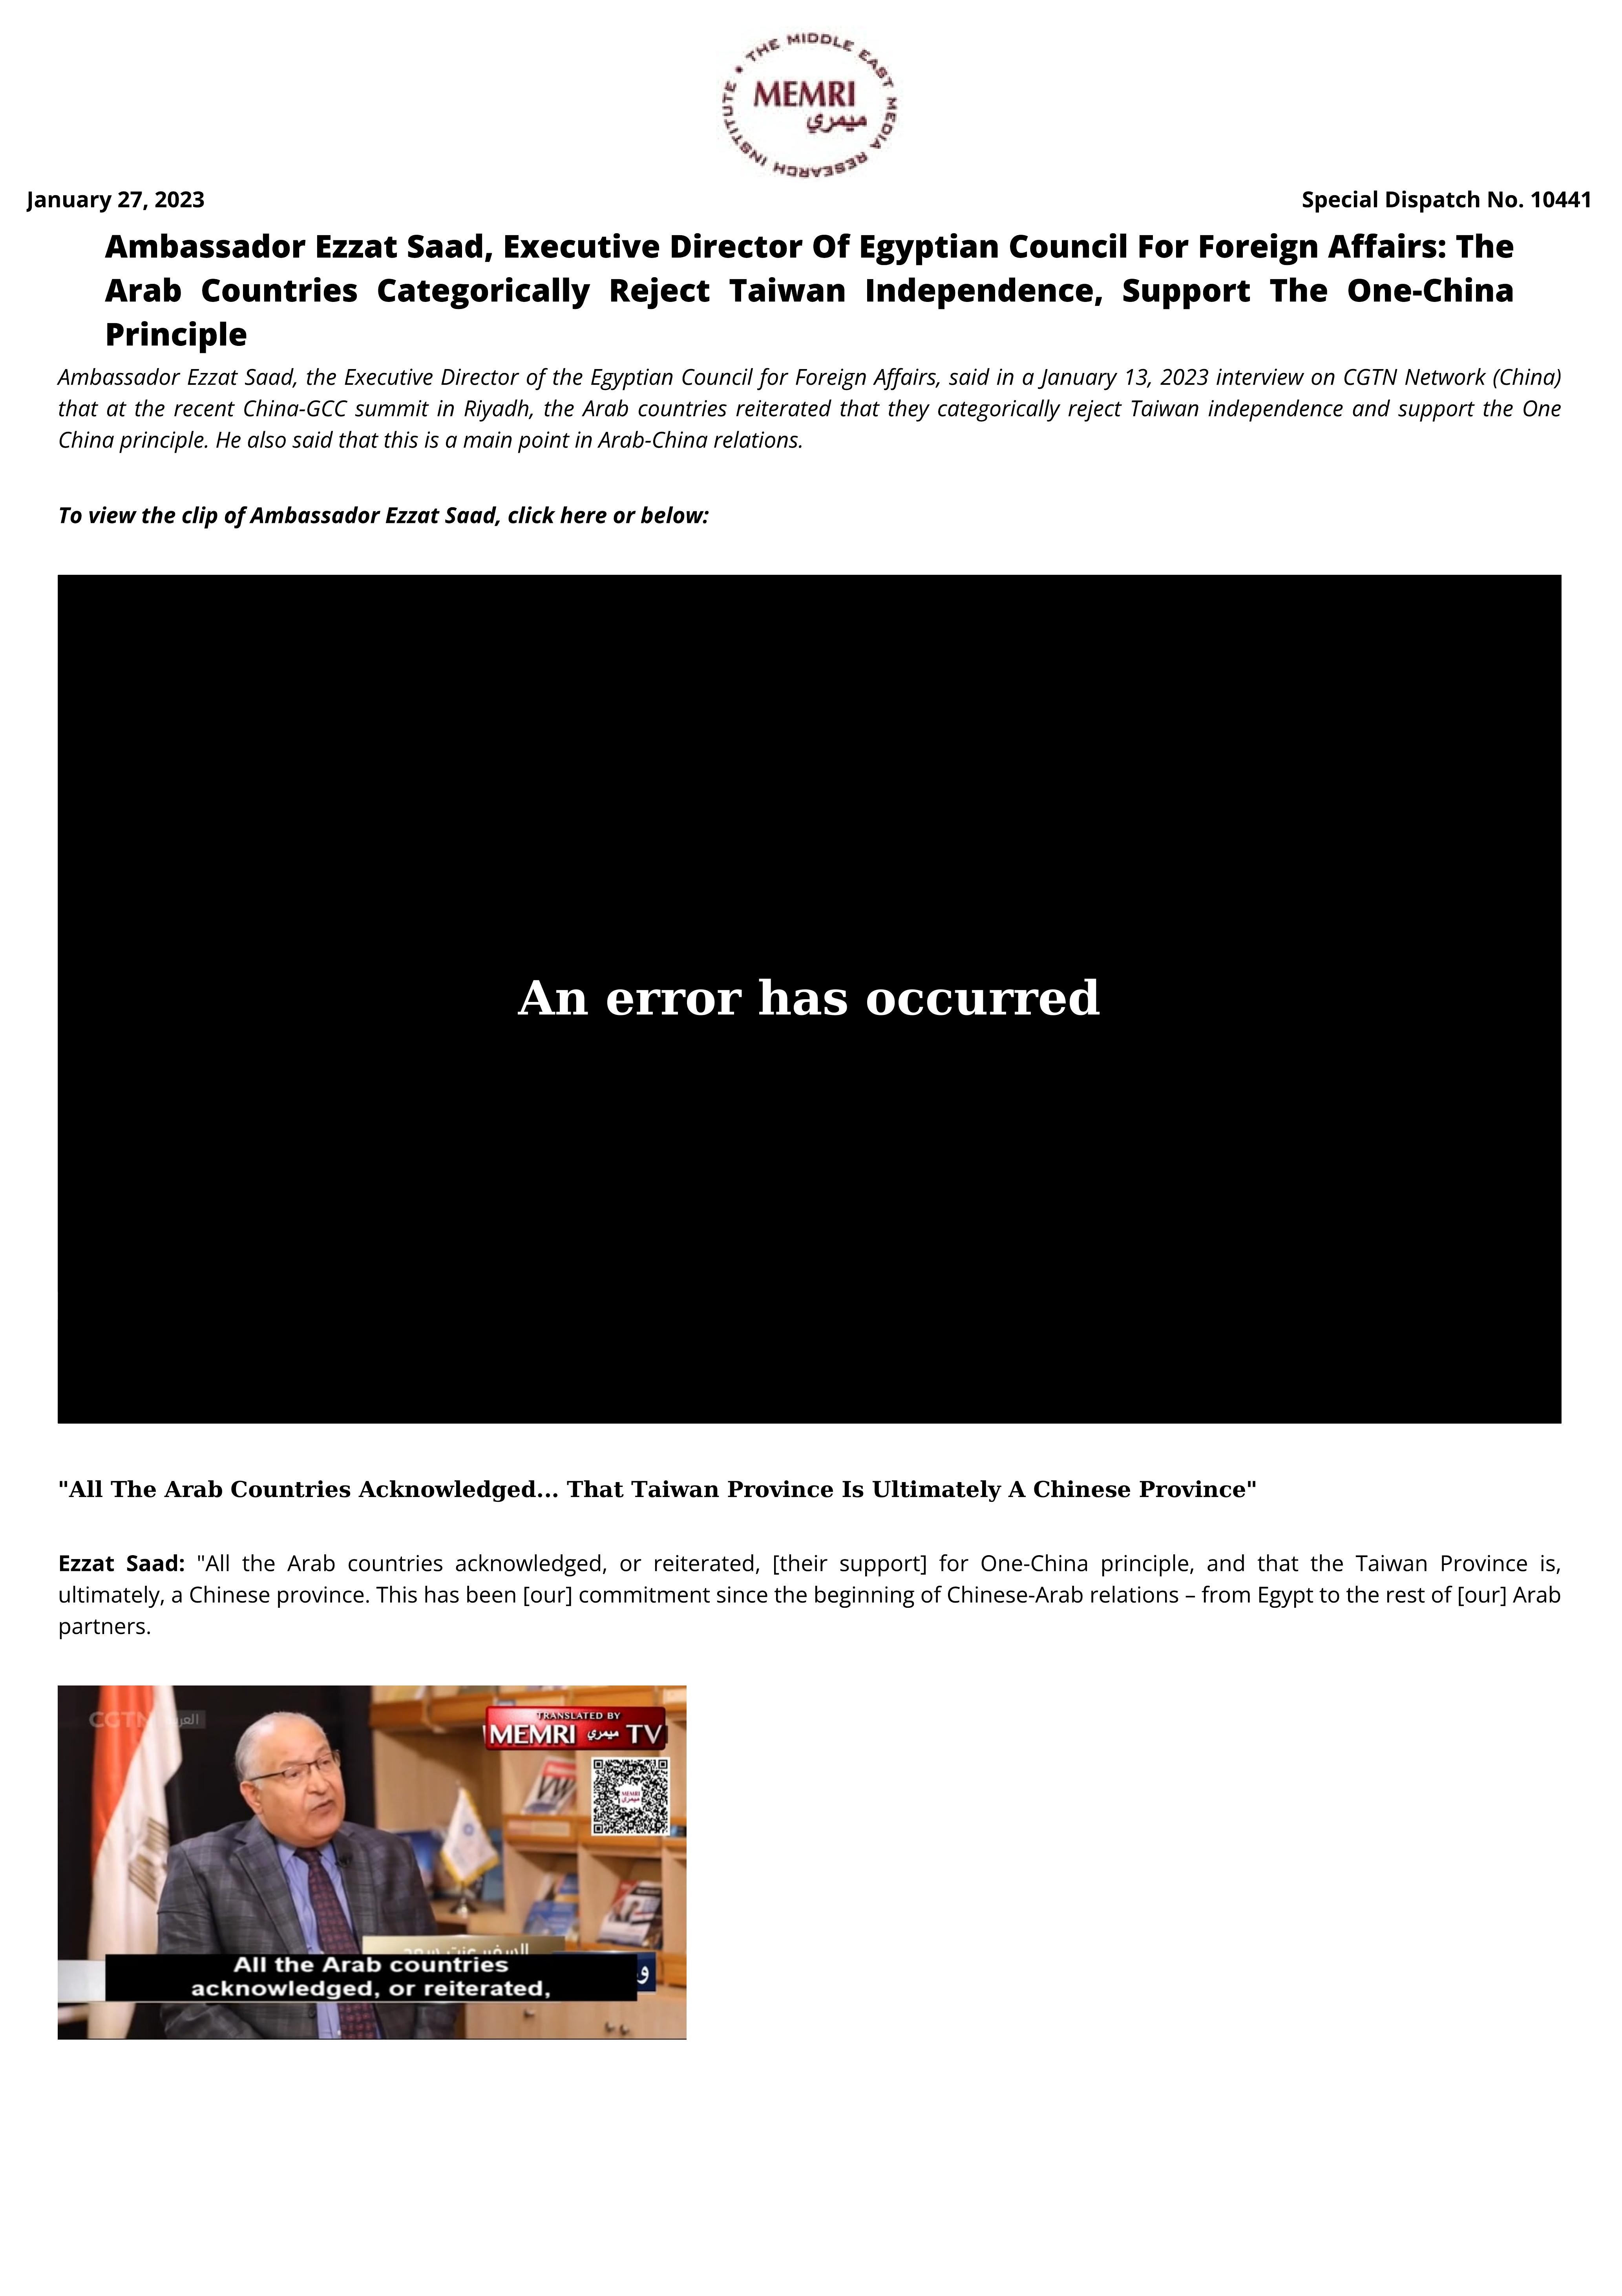 THE MIDDLE EAST MEDIA RESEARCH INSTITUTE
MEMRI
ميمري
January 27, 2023
Special Dispatch No. 10441
Ambassador Ezzat Saad, Executive Director Of Egyptian Council For Foreign Affairs: The
Arab Countries Categorically Reject Taiwan Independence, Support The One-China
Principle
Ambassador Ezzat Saad, the Executive Director of the Egyptian Council for Foreign Affairs, said in a January 13, 2023 interview on CGTN Network (China)
that at the recent China-GCC summit in Riyadh, the Arab countries reiterated that they categorically reject Taiwan independence and support the One
China principle. He also said that this is a main point in Arab-China relations.
To view the clip of Ambassador Ezzat Saad, click here or below:
An error has occurred
"All The Arab Countries Acknowledged... That Taiwan Province Is Ultimately A Chinese Province"
Ezzat Saad: "All the Arab countries acknowledged, or reiterated, [their support] for One-China principle, and that the Taiwan Province is,
ultimately, a Chinese province. This has been [our] commitment since the beginning of Chinese-Arab relations – from Egypt to the rest of [our] Arab
partners.
CGTN العربية
TRANSLATED BY
MEMRI ميمري TV
MEMRI
ميمري
All the Arab countries
acknowledged, or reiterated,